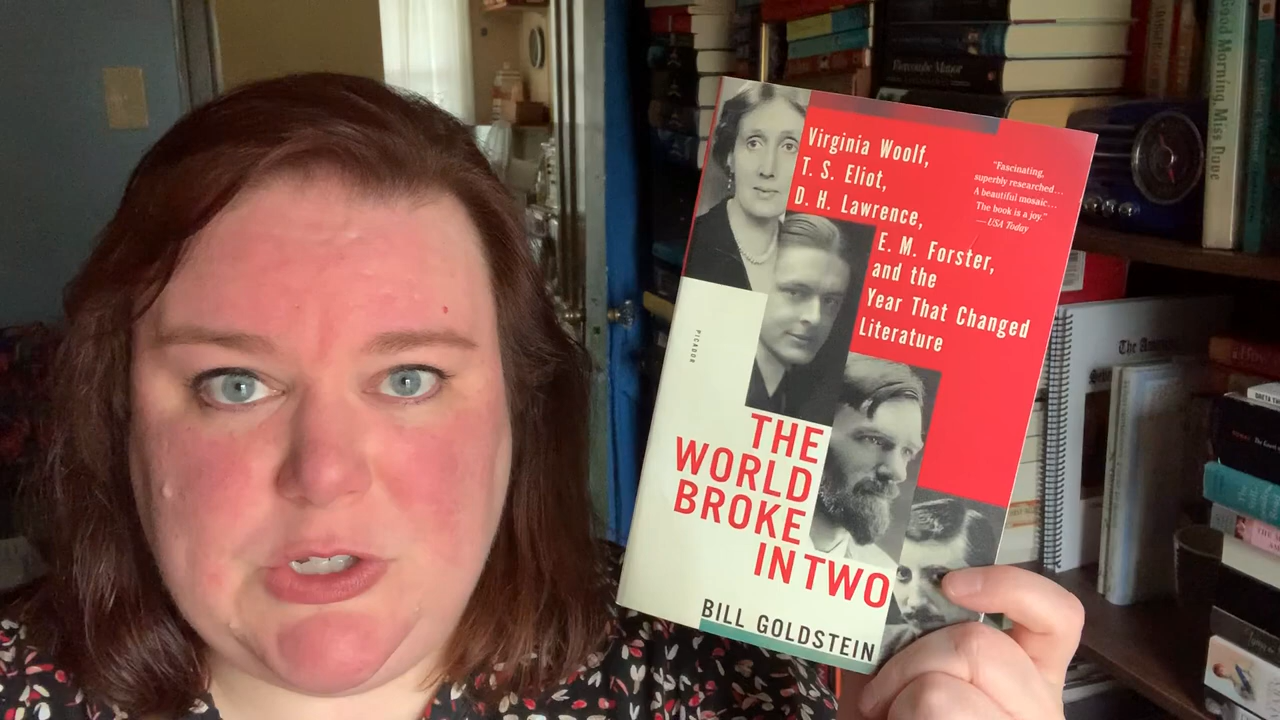 Virginia Woolf,
T. S. Eliot,
D. H. Lawrence,
E. M. Forster,
and the
Year That Changed
Literature
"Fascinating,
superbly researched...
A beautiful mosaic...
The book is a joy."
— USA Today
PICADOR
THE
WORLD
BROKE
IN TWO
BILL GOLDSTEIN
Good Morning, Miss Dove
The